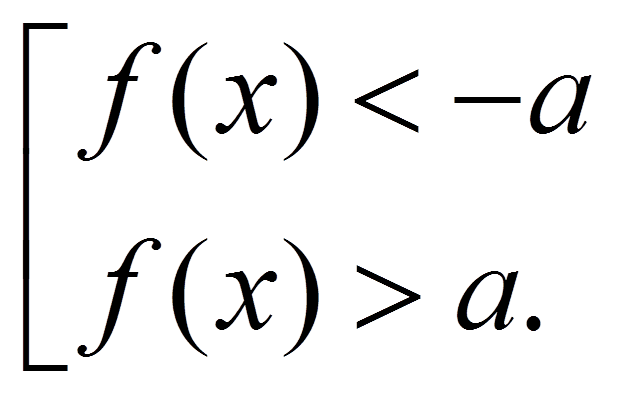 f(x) < −a
f(x) > a.